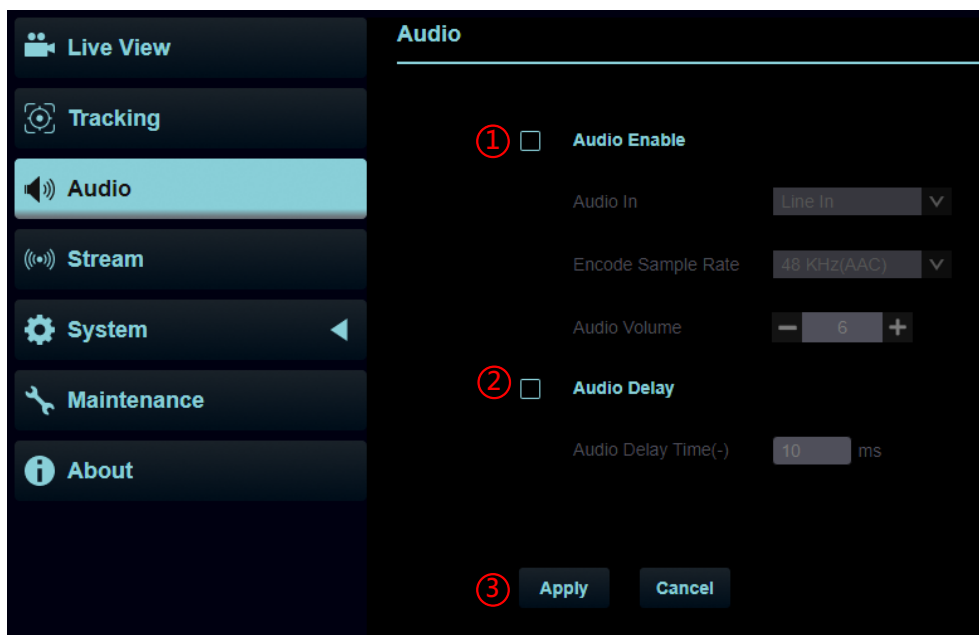 Live View
Tracking
Audio
Stream
System
Maintenance
About
Audio
① Audio Enable
Audio In Line In
Encode Sample Rate 48 KHz(AAC)
Audio Volume 6
② Audio Delay
Audio Delay Time(-) 10 ms
③ Apply Cancel